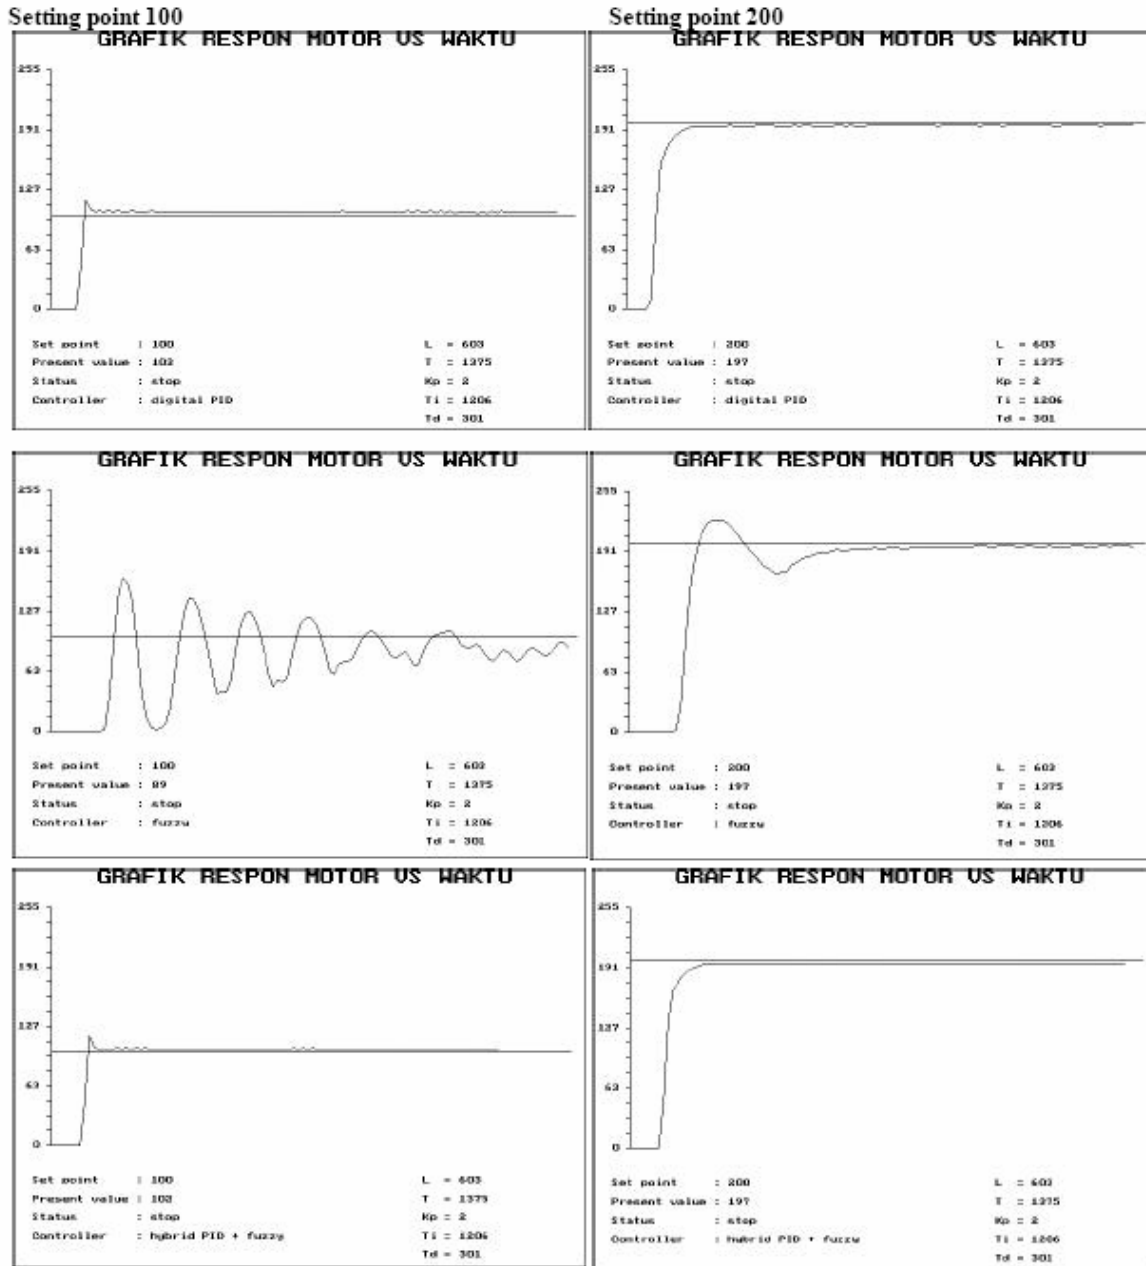 Setting point 100
Setting point 200
GRAFIK RESPON MOTOR VS WAKTU
255
191
127
63
0
Set point : 100
Present value : 103
Status : stop
Controller : digital PID
L = 603
T = 1375
Kp = 2
Ti = 1206
Td = 301
GRAFIK RESPON MOTOR VS WAKTU
255
191
127
63
0
Set point : 200
Present value : 197
Status : stop
Controller : digital PID
L = 603
T = 1375
Kp = 2
Ti = 1206
Td = 301
GRAFIK RESPON MOTOR VS WAKTU
255
191
127
63
0
Set point : 100
Present value : 89
Status : stop
Controller : fuzzy
L = 603
T = 1375
Kp = 2
Ti = 1206
Td = 301
GRAFIK RESPON MOTOR VS WAKTU
255
191
127
63
0
Set point : 200
Present value : 197
Status : stop
Controller : fuzzy
L = 603
T = 1375
Kp = 2
Ti = 1206
Td = 301
GRAFIK RESPON MOTOR VS WAKTU
255
191
127
63
0
Set point : 100
Present value : 102
Status : stop
Controller : hybrid PID + fuzzy
L = 603
T = 1375
Kp = 2
Ti = 1206
Td = 301
GRAFIK RESPON MOTOR VS WAKTU
255
191
127
63
0
Set point : 200
Present value : 197
Status : stop
Controller : hybrid PID + fuzzy
L = 603
T = 1375
Kp = 2
Ti = 1206
Td = 301